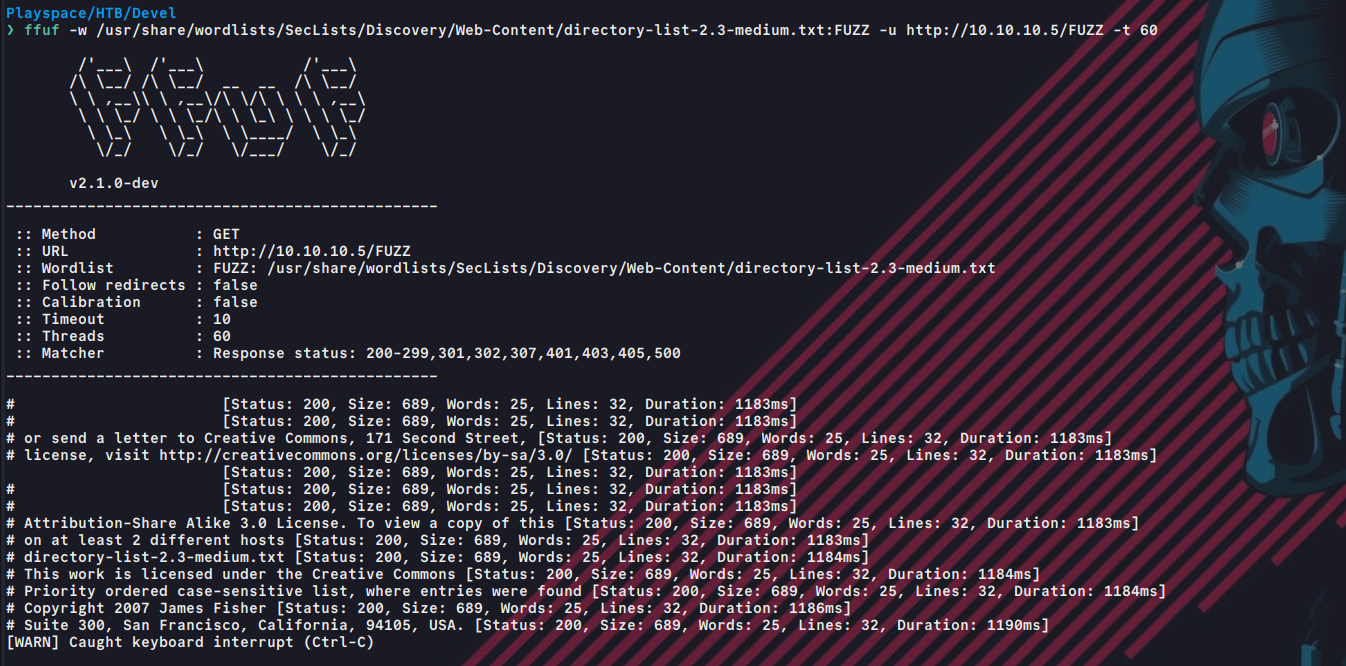 Playspace/HTB/Devel
❯ ffuf -w /usr/share/wordlists/SecLists/Discovery/Web-Content/directory-list-2.3-medium.txt:FUZZ -u http://10.10.10.5/FUZZ -t 60
        /'___\  /'___\           /'___\
       /\ \__/ /\ \__/  __  __  /\ \__/
       \ \ ,__\\ \ ,__\/\ \/\ \ \ \ ,__\
        \ \ \_/ \ \ \_/\ \ \_\ \ \ \ \_/
         \ \_\   \ \_\  \ \____/  \ \_\
          \/_/    \/_/   \/___/    \/_/
       v2.1.0-dev
________________________________________________
 :: Method           : GET
 :: URL              : http://10.10.10.5/FUZZ
 :: Wordlist         : FUZZ: /usr/share/wordlists/SecLists/Discovery/Web-Content/directory-list-2.3-medium.txt
 :: Follow redirects : false
 :: Calibration      : false
 :: Timeout          : 10
 :: Threads          : 60
 :: Matcher          : Response status: 200-299,301,302,307,401,403,405,500
________________________________________________
#                       [Status: 200, Size: 689, Words: 25, Lines: 32, Duration: 1183ms]
#                       [Status: 200, Size: 689, Words: 25, Lines: 32, Duration: 1183ms]
# or send a letter to Creative Commons, 171 Second Street, [Status: 200, Size: 689, Words: 25, Lines: 32, Duration: 1183ms]
# license, visit http://creativecommons.org/licenses/by-sa/3.0/ [Status: 200, Size: 689, Words: 25, Lines: 32, Duration: 1183ms]
                        [Status: 200, Size: 689, Words: 25, Lines: 32, Duration: 1183ms]
#                       [Status: 200, Size: 689, Words: 25, Lines: 32, Duration: 1183ms]
#                       [Status: 200, Size: 689, Words: 25, Lines: 32, Duration: 1183ms]
# Attribution-Share Alike 3.0 License. To view a copy of this [Status: 200, Size: 689, Words: 25, Lines: 32, Duration: 1183ms]
# on at least 2 different hosts [Status: 200, Size: 689, Words: 25, Lines: 32, Duration: 1183ms]
# directory-list-2.3-medium.txt [Status: 200, Size: 689, Words: 25, Lines: 32, Duration: 1184ms]
# This work is licensed under the Creative Commons [Status: 200, Size: 689, Words: 25, Lines: 32, Duration: 1184ms]
# Priority ordered case-sensitive list, where entries were found [Status: 200, Size: 689, Words: 25, Lines: 32, Duration: 1184ms]
# Copyright 2007 James Fisher [Status: 200, Size: 689, Words: 25, Lines: 32, Duration: 1186ms]
# Suite 300, San Francisco, California, 94105, USA. [Status: 200, Size: 689, Words: 25, Lines: 32, Duration: 1190ms]
[WARN] Caught keyboard interrupt (Ctrl-C)